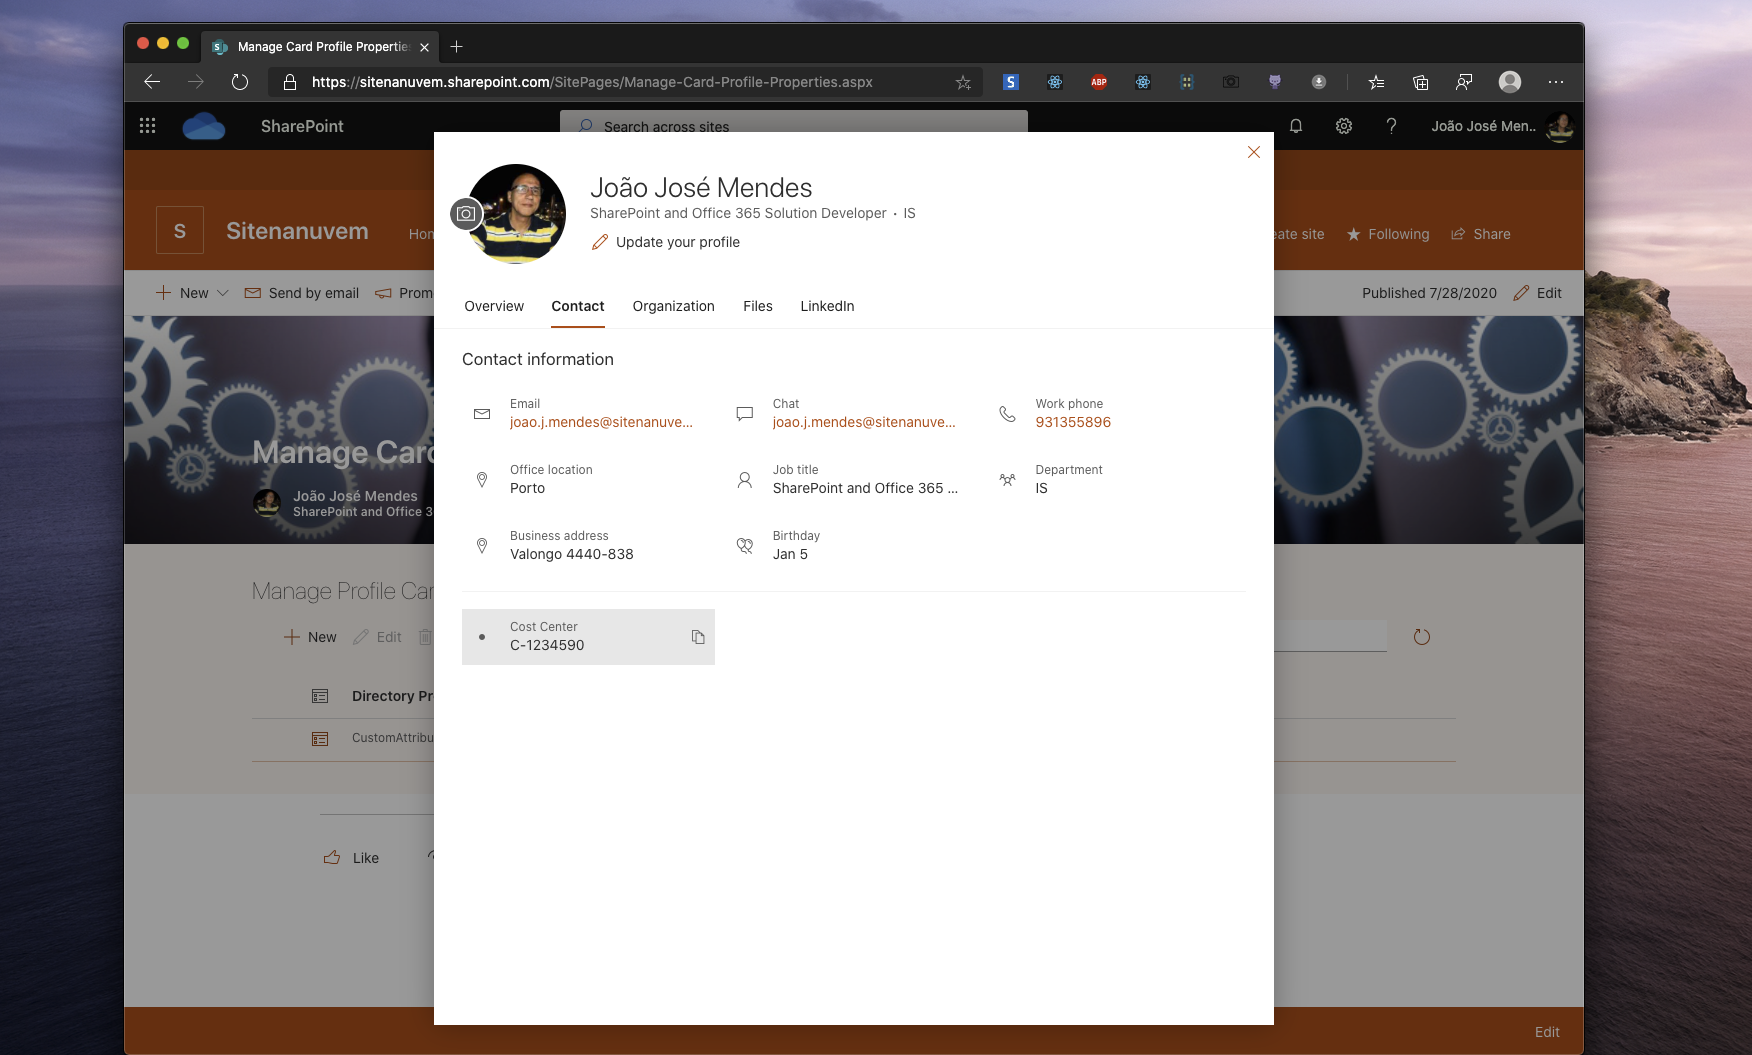 Manage Card Profile Propertie
https://sitenanuvem.sharepoint.com/SitePages/Manage-Card-Profile-Properties.aspx
S
ABP
SharePoint
Search across sites
João José Men..
S
Sitenanuvem
Hom
eate site
Following
Share
New
Send by email
Prom
Published 7/28/2020
Edit
Manage Card
João José Mendes
SharePoint and Office 3
Manage Profile Car
New
Edit
Directory Pr
CustomAttribu
Like
Edit
João José Mendes
SharePoint and Office 365 Solution Developer · IS
Update your profile
Overview
Contact
Organization
Files
LinkedIn
Contact information
Email
joao.j.mendes@sitenanuve...
Chat
joao.j.mendes@sitenanuve...
Work phone
931355896
Office location
Porto
Job title
SharePoint and Office 365 ...
Department
IS
Business address
Valongo 4440-838
Birthday
Jan 5
Cost Center
C-1234590